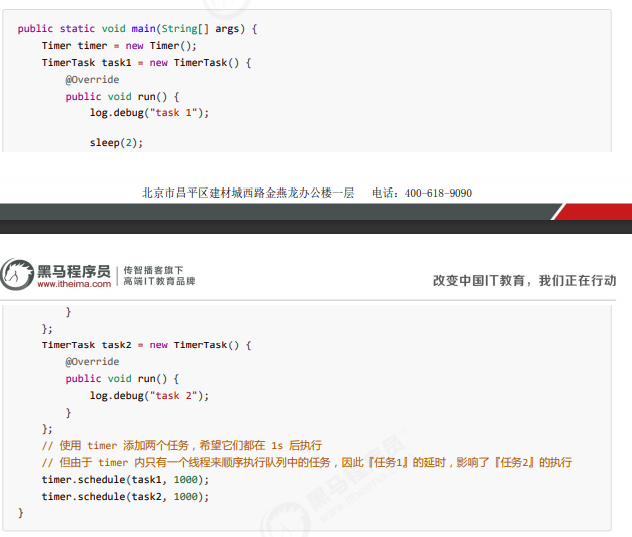 public static void main(String[] args) {
Timer timer = new Timer();
TimerTask task1 = new TimerTask() {
@Override
public void run() {
log.debug("task 1");
sleep(2);
北京市昌平区建材城西路金燕龙办公楼一层 电话：400-618-9090
黑马程序员
www.itheima.com
传智播客旗下
高端IT教育品牌
改变中国IT教育，我们正在行动
}
};
TimerTask task2 = new TimerTask() {
@Override
public void run() {
log.debug("task 2");
}
};
// 使用 timer 添加两个任务，希望它们都在 1s 后执行
// 但由于 timer 内只有一个线程来顺序执行队列中的任务，因此『任务1』的延时，影响了『任务2』的执行
timer.schedule(task1, 1000);
timer.schedule(task2, 1000);
}
黑马程序员